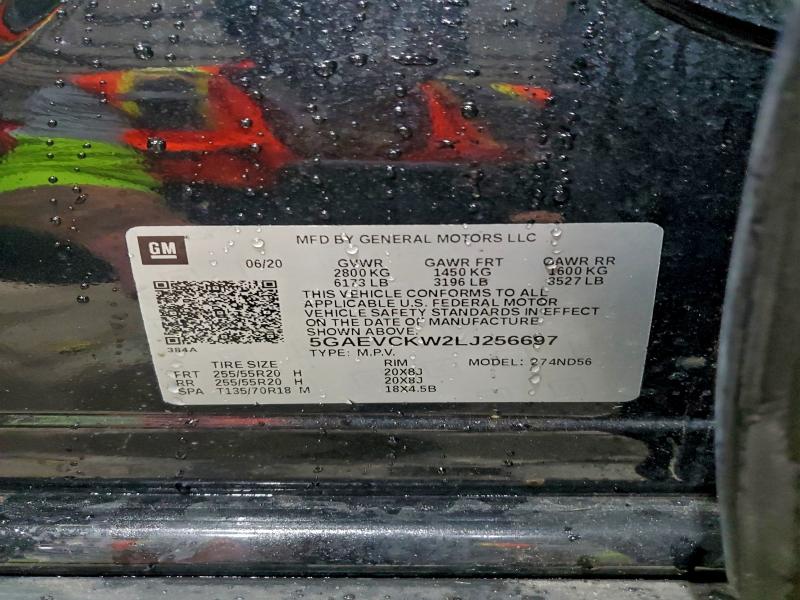 GM
MFD BY GENERAL MOTORS LLC
06/20 GVWR GAWR FRT GAWR RR
2800 KG 1450 KG 1600 KG
6173 LB 3196 LB 3527 LB
THIS VEHICLE CONFORMS TO ALL
APPLICABLE U.S. FEDERAL MOTOR
VEHICLE SAFETY STANDARDS IN EFFECT
ON THE DATE OF MANUFACTURE
SHOWN ABOVE.
384A
5GAEVCKW2LJ256697
TYPE: M.P.V. MODEL: 274ND56
TIRE SIZE RIM
FRT 255/55R20 H 20X8J
RR 255/55R20 H 20X8J
SPA T135/70R18 M 18X4.5B